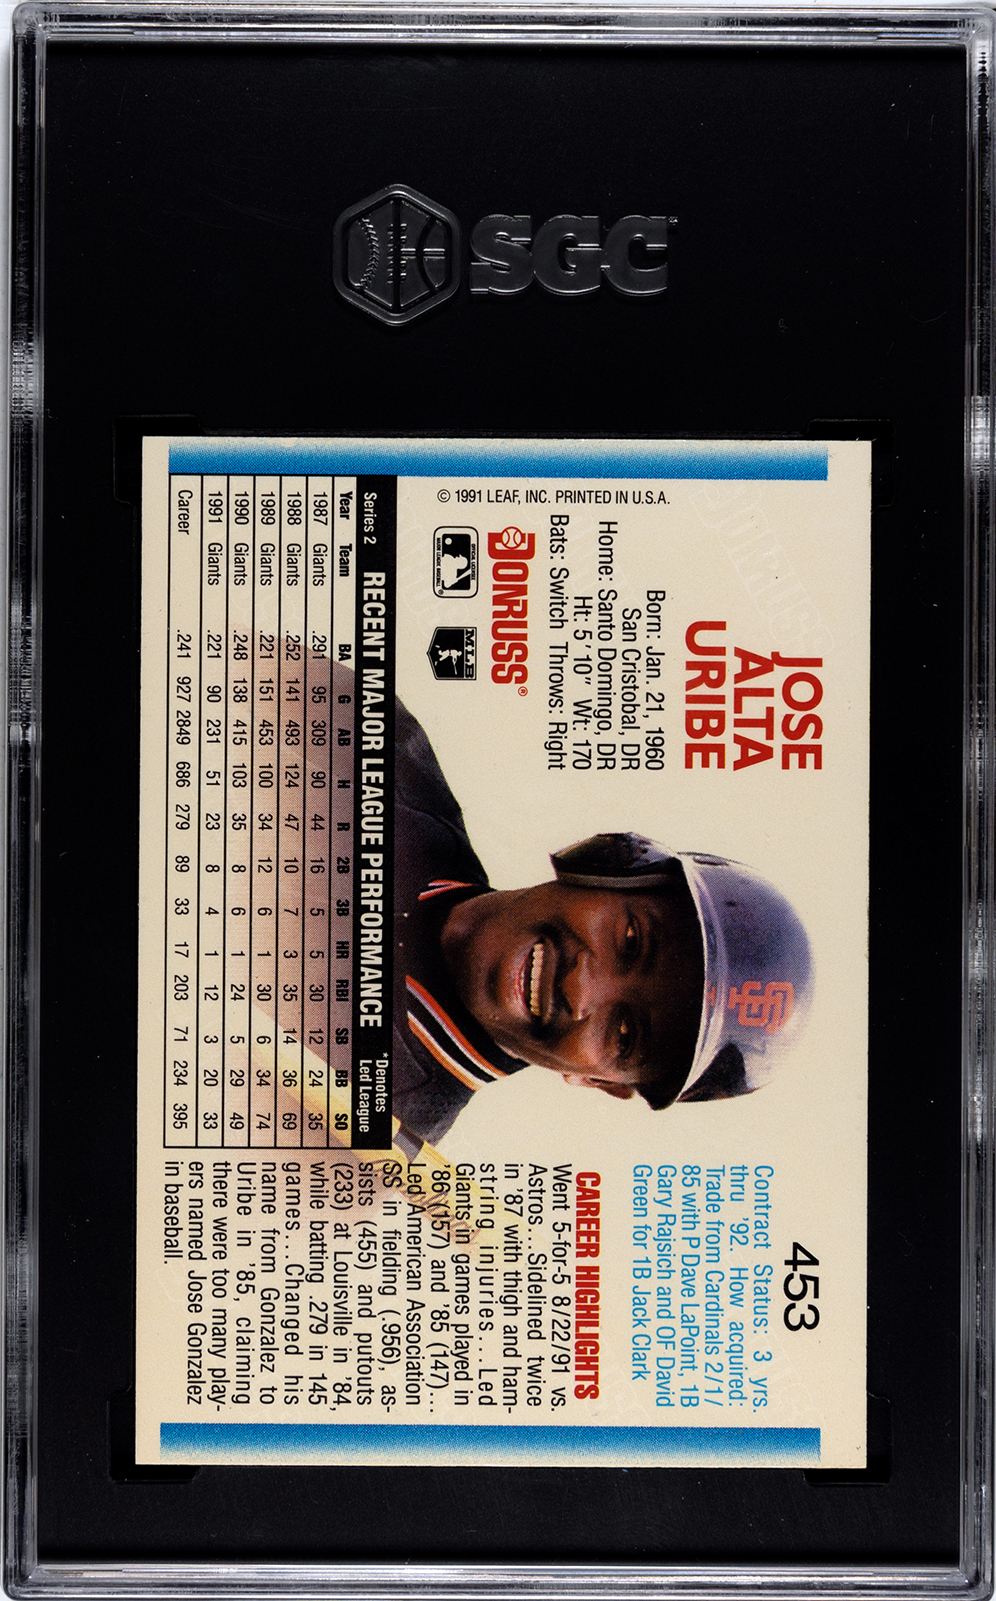 SGC
453
JOSE
ALTA
URIBE
Born: Jan. 21, 1960
San Cristobal, DR
Home: Santo Domingo, DR
Ht: 5' 10" Wt: 170
Bats: Switch Throws: Right
DONRUSS®
MLB
© 1991 LEAF, INC. PRINTED IN U.S.A.
Contract Status: 3 yrs.
thru '92. How acquired:
Trade from Cardinals 2/1/
85 with P Dave LaPoint, 1B
Gary Rajsich and OF David
Green for 1B Jack Clark
CAREER HIGHLIGHTS
Went 5-for-5 8/22/91 vs.
Astros...Sidelined twice
in '87 with thigh and ham-
string injuries...Led
Giants in games played in
'86 (157) and '85 (147)...
Led American Association
SS in fielding (.956), as-
sists (455) and putouts
(233) at Louisville in '84,
while batting .279 in 145
games...Changed his
name from Gonzalez to
Uribe in '85, claiming
there were too many play-
ers named Jose Gonzalez
in baseball.
Series 2 RECENT MAJOR LEAGUE PERFORMANCE *Denotes Led League
Year Team BA G AB H R 2B 3B HR RBI SB BB SO
1987 Giants .291 95 309 90 44 16 5 5 30 12 24 35
1988 Giants .252 141 493 124 47 10 7 3 35 14 36 69
1989 Giants .221 151 453 100 34 12 6 1 30 6 34 74
1990 Giants .248 138 415 103 35 8 6 1 24 5 29 49
1991 Giants .221 90 231 51 23 8 4 1 12 3 20 33
Career .241 927 2849 686 279 89 33 17 203 71 234 395